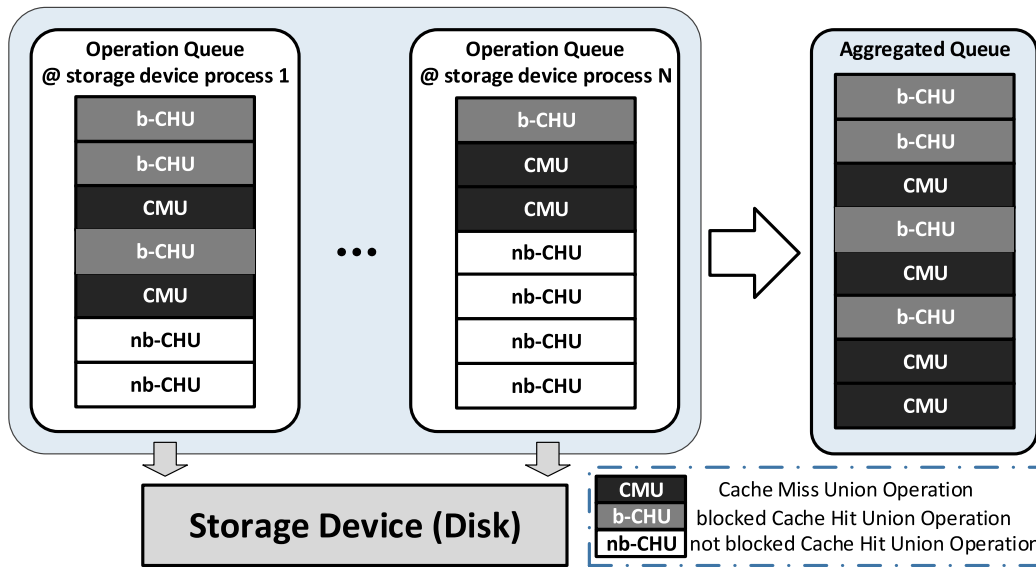 Operation Queue
@ storage device process 1
b-CHU
b-CHU
CMU
b-CHU
CMU
nb-CHU
nb-CHU
...
Operation Queue
@ storage device process N
b-CHU
CMU
CMU
nb-CHU
nb-CHU
nb-CHU
nb-CHU
Aggregated Queue
b-CHU
b-CHU
CMU
b-CHU
CMU
b-CHU
CMU
CMU
Storage Device (Disk)
CMU Cache Miss Union Operation
b-CHU blocked Cache Hit Union Operation
nb-CHU not blocked Cache Hit Union Operation